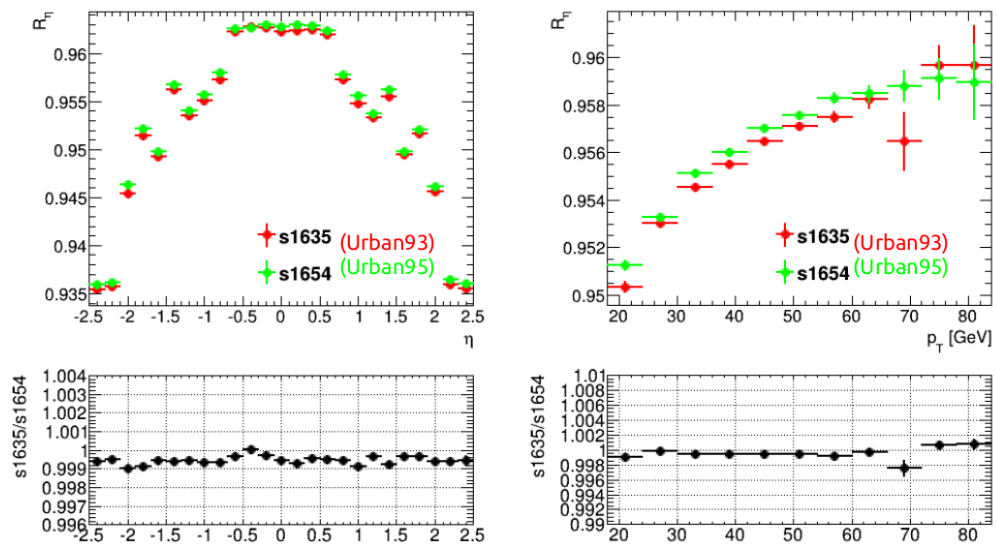 R_η
0.96
0.955
0.95
0.945
0.94
0.935
s1635 (Urban93)
s1654 (Urban95)
-2.5 -2 -1.5 -1 -0.5 0 0.5 1 1.5 2 2.5
η
R_η
0.96
0.958
0.956
0.954
0.952
0.95
s1635 (Urban93)
s1654 (Urban95)
20 30 40 50 60 70 80
p_T [GeV]
s1635/s1654
1.004
1.003
1.002
1.001
1
0.999
0.998
0.997
0.996
-2.5 -2 -1.5 -1 -0.5 0 0.5 1 1.5 2 2.5
s1635/s1654
1.01
1.008
1.006
1.004
1.002
1
0.998
0.996
0.994
0.992
0.99
20 30 40 50 60 70 80